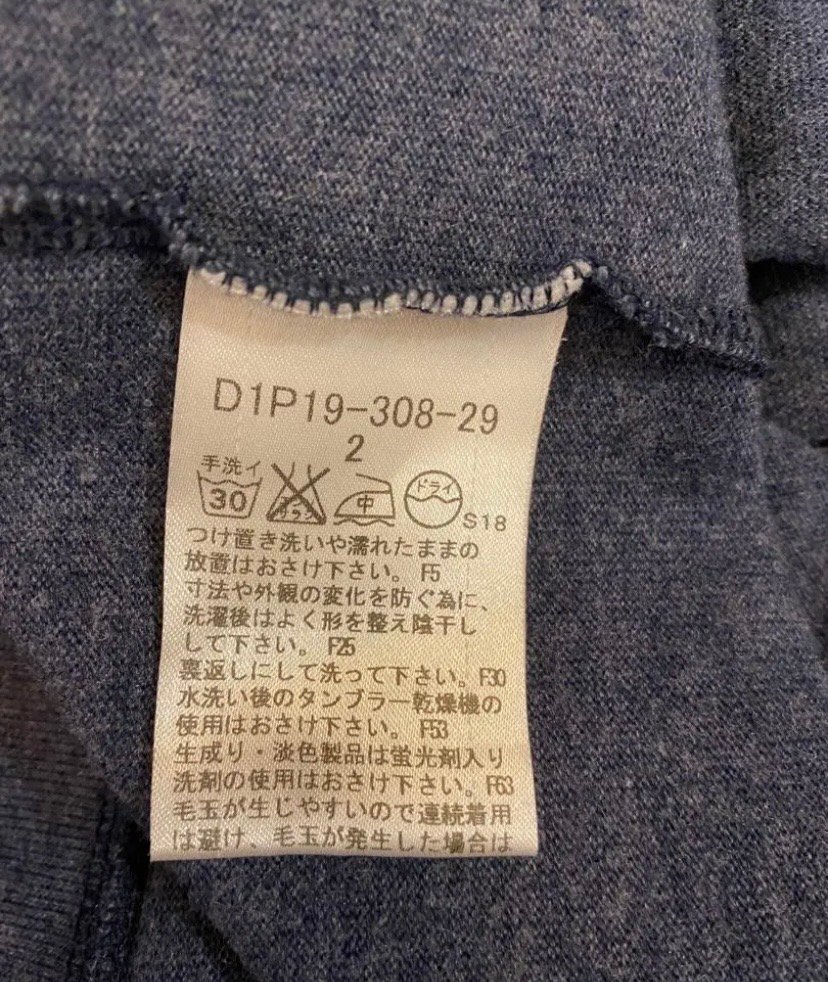 D1P19-308-29
2
手洗イ
30 エンソサラシ 中 ドライ S18
つけ置き洗いや濡れたままの
放置はおさけ下さい。F5
寸法や外観の変化を防ぐ為に、
洗濯後はよく形を整え陰干し
して下さい。F25
裏返しにして洗って下さい。F30
水洗い後のタンブラー乾燥機の
使用はおさけ下さい。F53
生成り・淡色製品は蛍光剤入り
洗剤の使用はおさけ下さい。F63
毛玉が生じやすいので連続着用
は避け、毛玉が発生した場合は